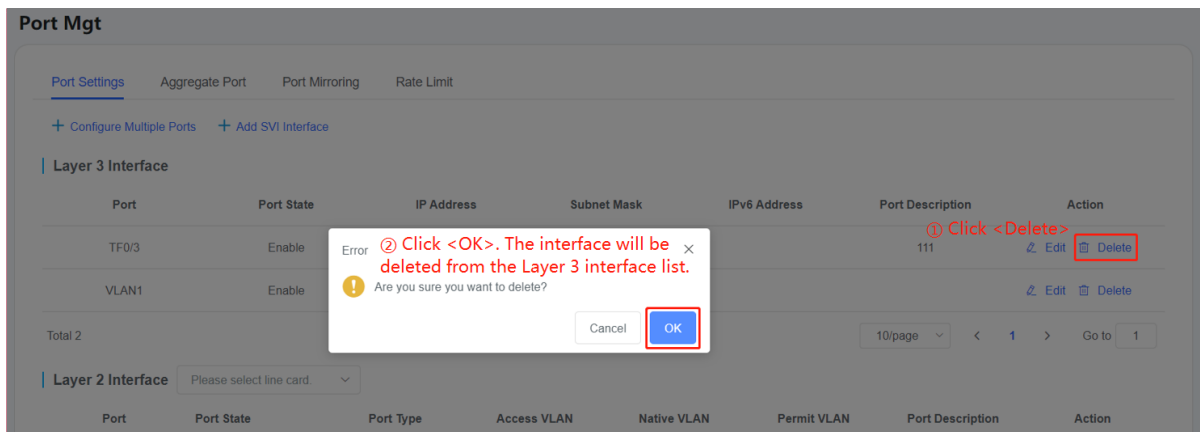 Port Mgt
Port Settings Aggregate Port Port Mirroring Rate Limit
+ Configure Multiple Ports + Add SVI Interface
Layer 3 Interface
Port Port State IP Address Subnet Mask IPv6 Address Port Description Action
① Click <Delete>
TF0/3 Enable 111 Edit Delete
Error ② Click <OK>. The interface will be
deleted from the Layer 3 interface list.
Are you sure you want to delete?
Cancel OK
VLAN1 Enable Edit Delete
Total 2 10/page < 1 > Go to 1
Layer 2 Interface Please select line card.
Port Port State Port Type Access VLAN Native VLAN Permit VLAN Port Description Action